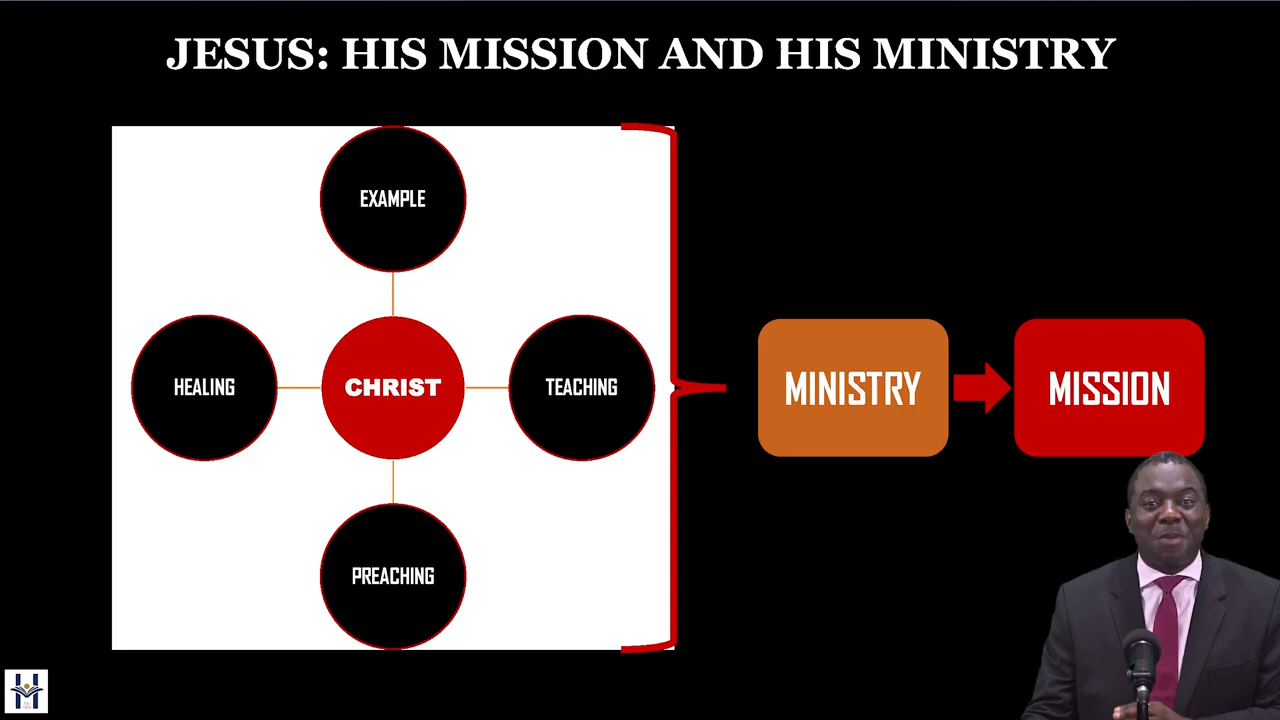 JESUS: HIS MISSION AND HIS MINISTRY
EXAMPLE
HEALING
CHRIST
TEACHING
PREACHING
MINISTRY
MISSION
H